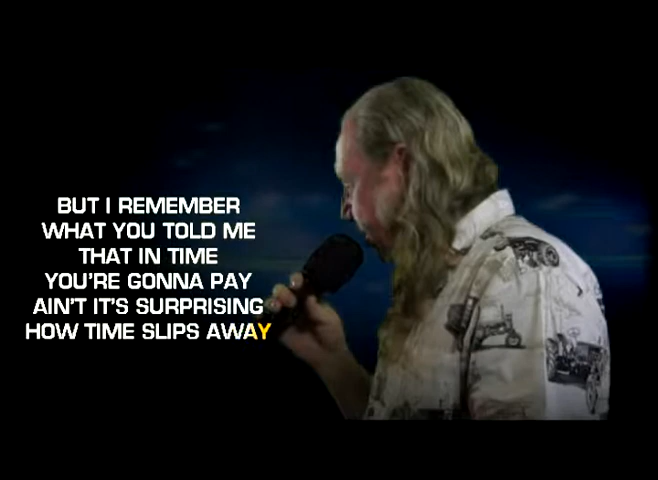 BUT I REMEMBER
WHAT YOU TOLD ME
THAT IN TIME
YOU'RE GONNA PAY
AIN'T IT'S SURPRISING
HOW TIME SLIPS AWAY